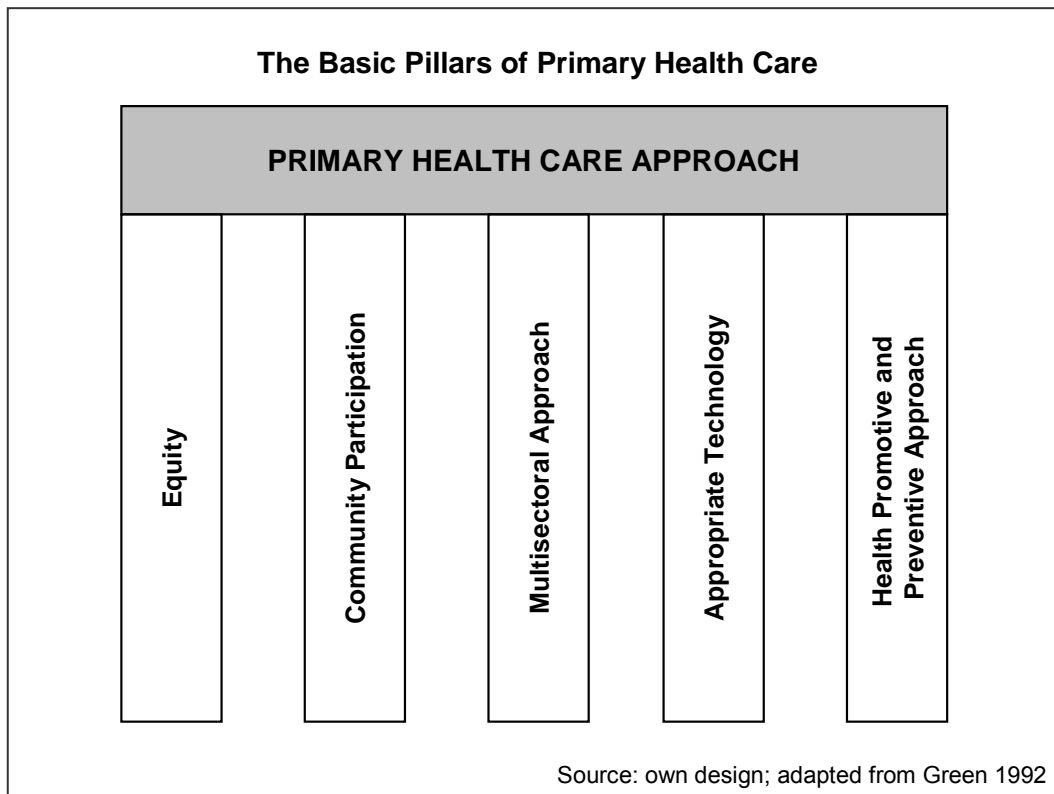 The Basic Pillars of Primary Health Care
PRIMARY HEALTH CARE APPROACH
Equity
Community Participation
Multisectoral Approach
Appropriate Technology
Health Promotive and
Preventive Approach
Source: own design; adapted from Green 1992